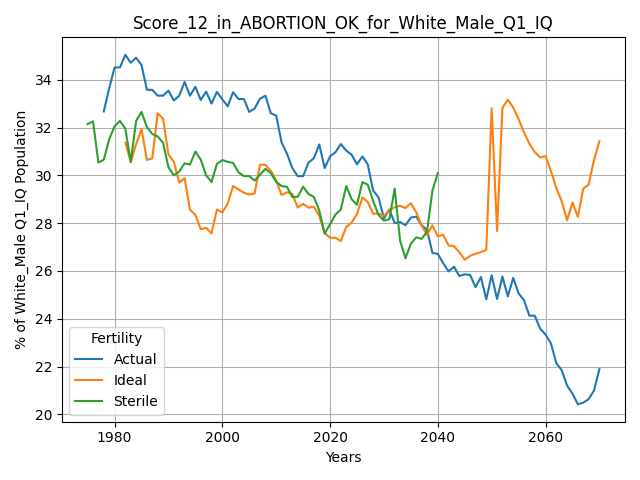 Score_12_in_ABORTION_OK_for_White_Male_Q1_IQ
% of White_Male Q1_IQ Population
34
32
30
28
26
24
22
20
Fertility
Actual
Ideal
Sterile
1980 2000 2020 2040 2060
Years